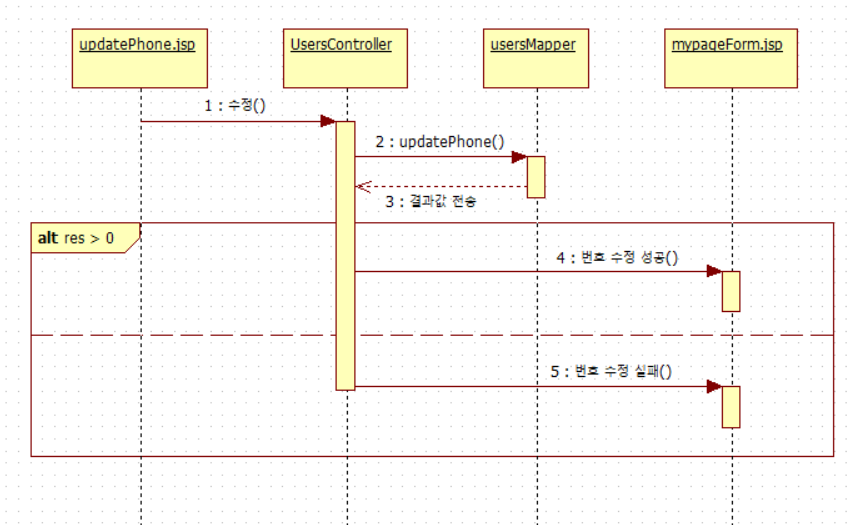 updatePhone.jsp
UsersController
usersMapper
mypageForm.jsp
1 : 수정()
2 : updatePhone()
3 : 결과값 전송
alt res > 0
4 : 번호 수정 성공()
5 : 번호 수정 실패()